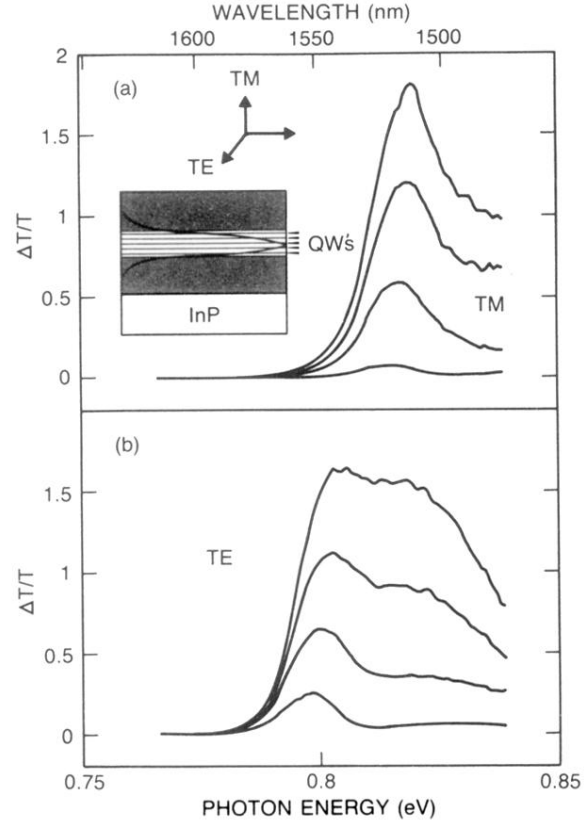 WAVELENGTH (nm)
1600 1550 1500
2
(a)
TM
1.5
TE
ΔT/T
1
QW's
0.5
InP
TM
0
(b)
1.5
TE
ΔT/T
1
0.5
0
0.75 0.8 0.85
PHOTON ENERGY (eV)